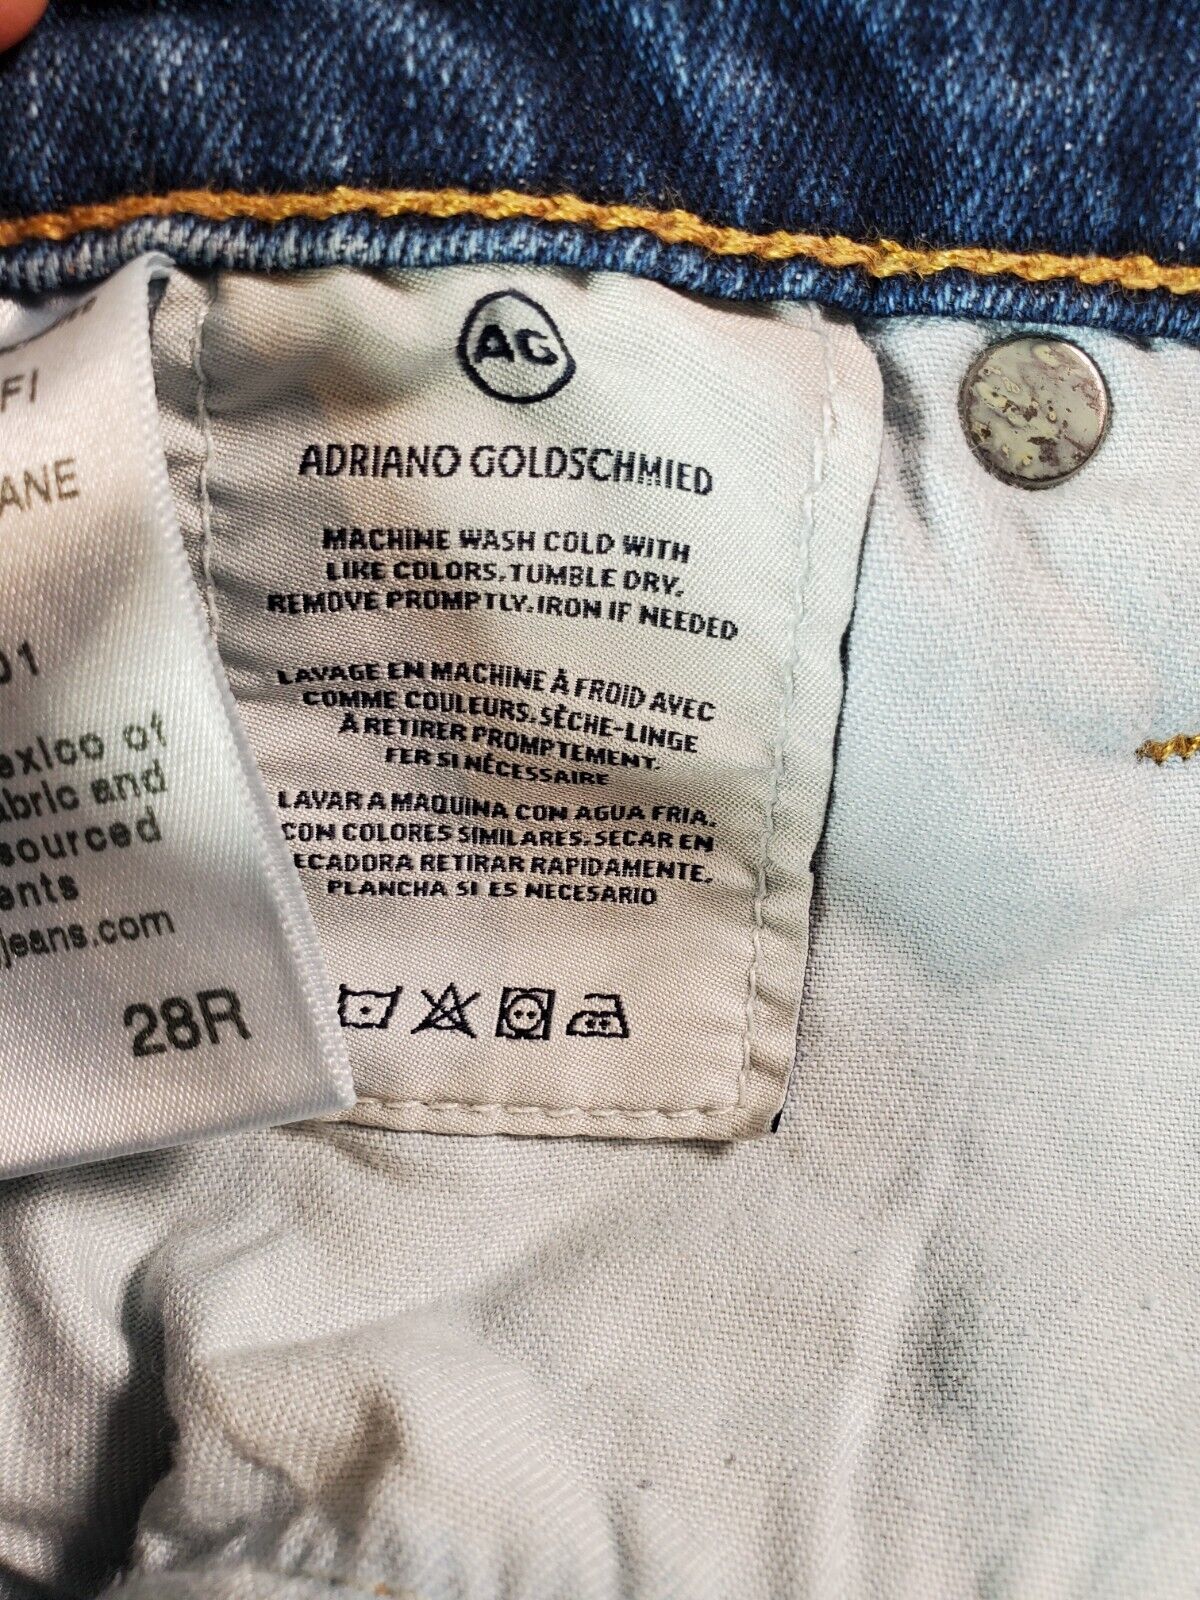 AG
ADRIANO GOLDSCHMIED
MACHINE WASH COLD WITH
LIKE COLORS. TUMBLE DRY.
REMOVE PROMPTLY. IRON IF NEEDED
LAVAGE EN MACHINE À FROID AVEC
COMME COULEURS. SÈCHE-LINGE
À RETIRER PROMPTEMENT.
FER SI NÉCESSAIRE
LAVAR A MAQUINA CON AGUA FRIA.
CON COLORES SIMILARES. SECAR EN
ECADORA RETIRAR RAPIDAMENTE.
PLANCHA SI ES NECESARIO
FI
ANE
01
exico of
abric and
sourced
ents
jeans.com
28R